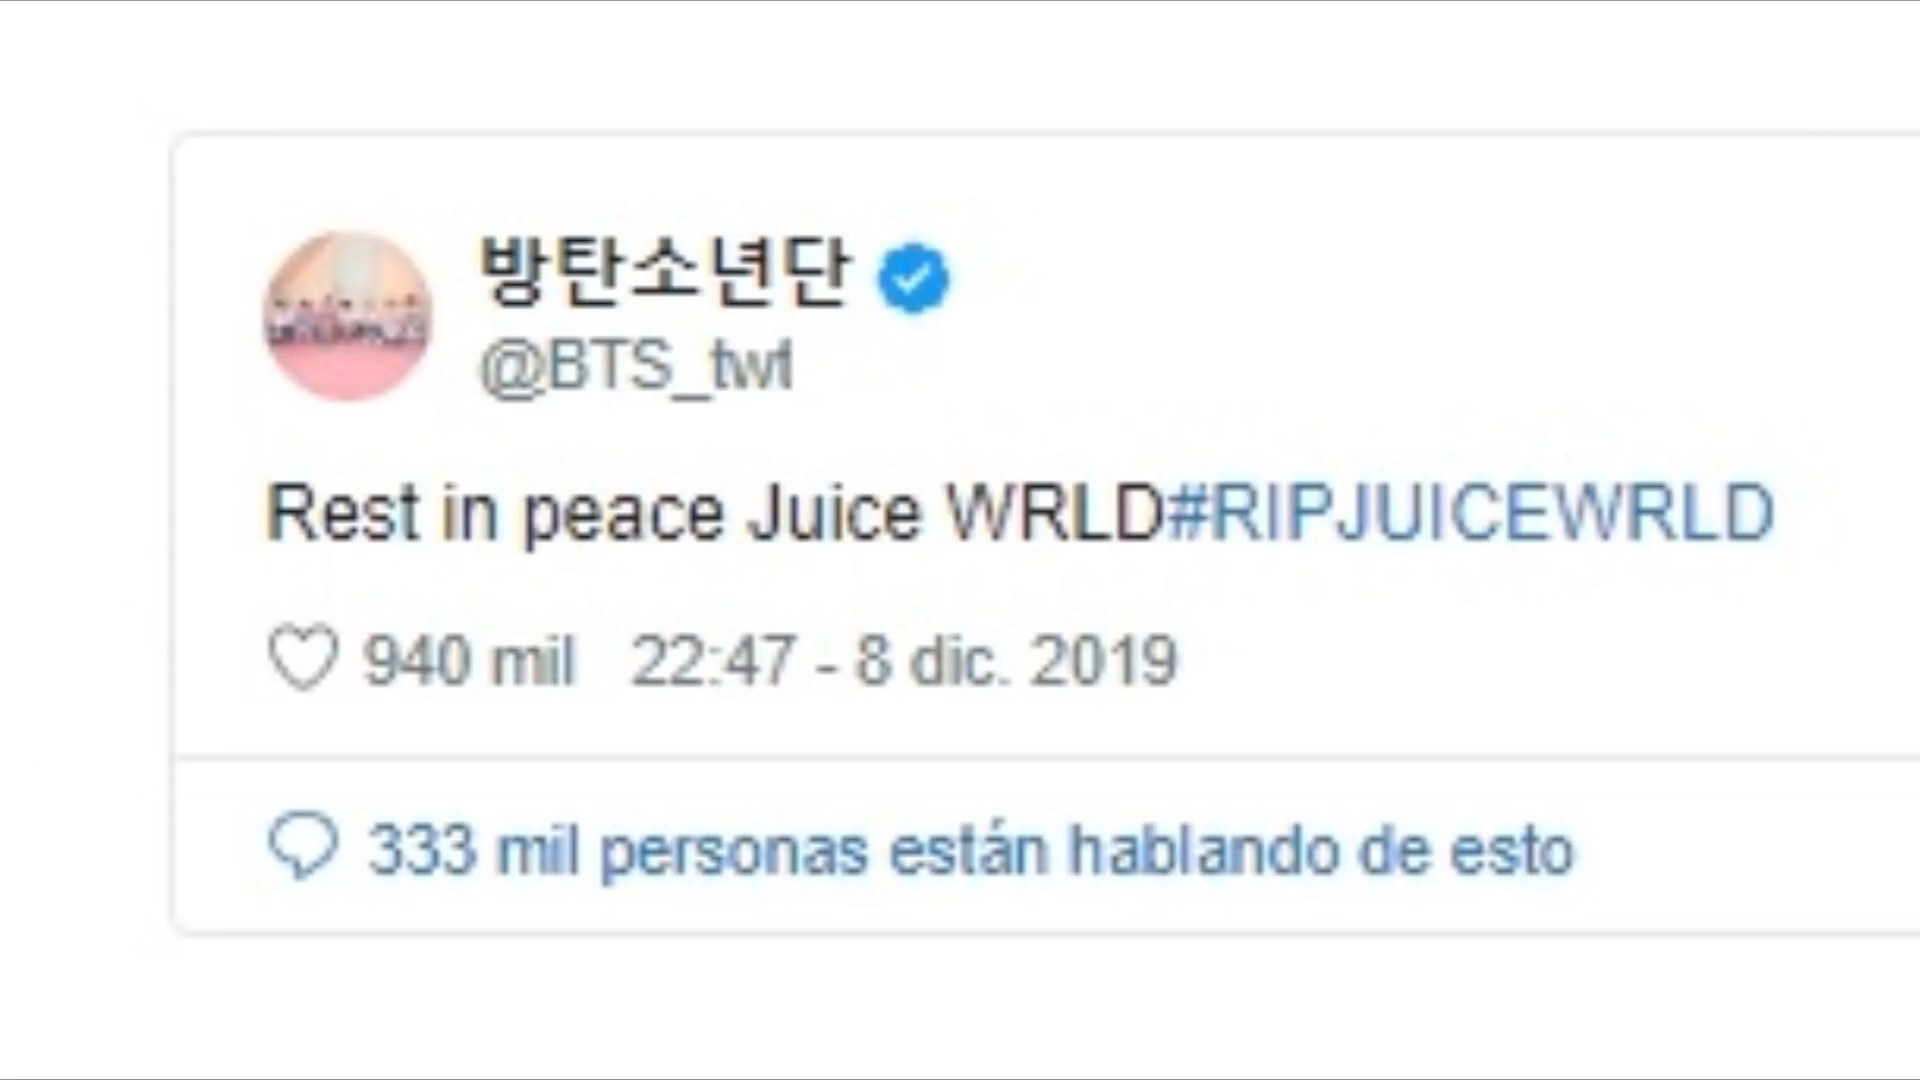 방탄소년단
@BTS_twt
Rest in peace Juice WRLD#RIPJUICEWRLD
940 mil 22:47 - 8 dic. 2019
333 mil personas están hablando de esto